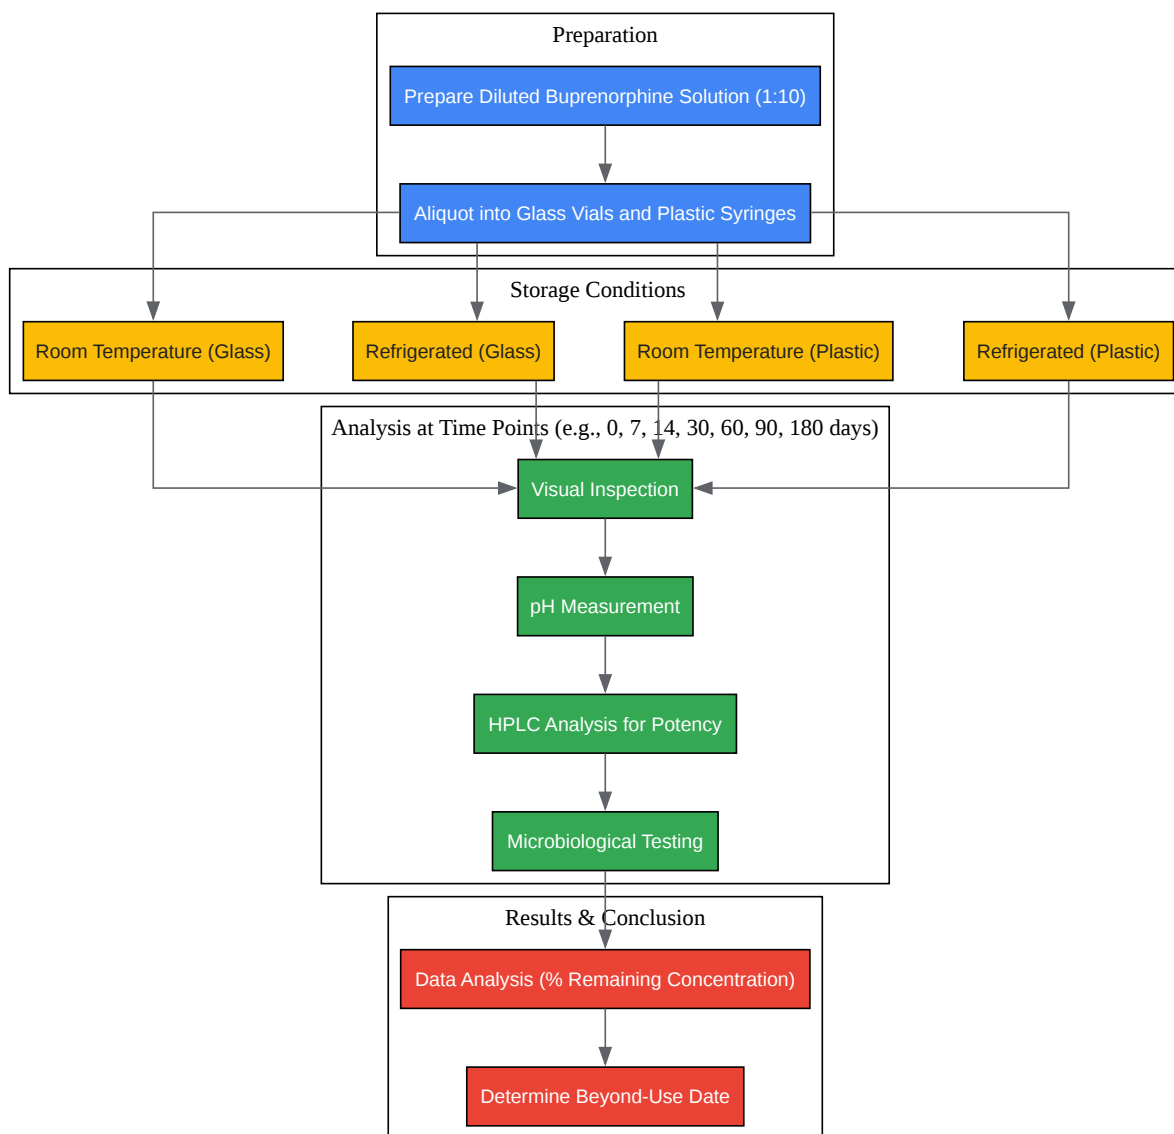 Preparation
Prepare Diluted Buprenorphine Solution (1:10)
Aliquot into Glass Vials and Plastic Syringes
Storage Conditions
Room Temperature (Glass)
Refrigerated (Glass)
Room Temperature (Plastic)
Refrigerated (Plastic)
Analysis at Time Points (e.g., 0, 7, 14, 30, 60, 90, 180 days)
Visual Inspection
pH Measurement
HPLC Analysis for Potency
Microbiological Testing
Results & Conclusion
Data Analysis (% Remaining Concentration)
Determine Beyond-Use Date